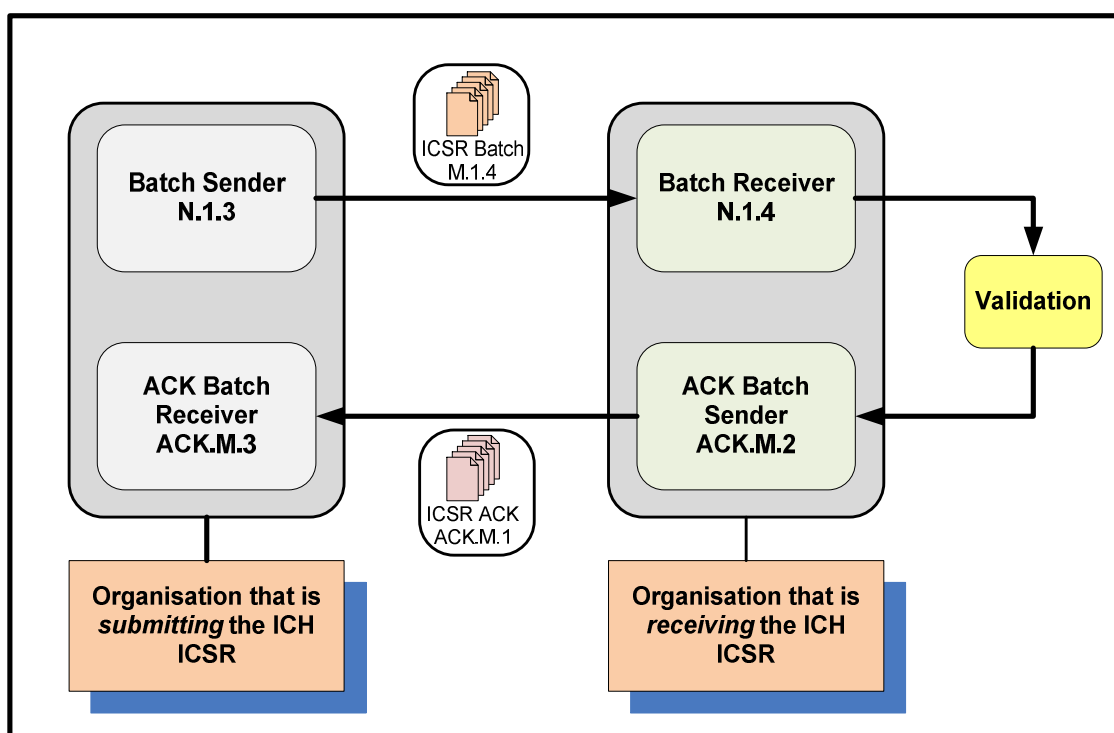 ICSR Batch
M.1.4
Batch Sender
N.1.3
Batch Receiver
N.1.4
Validation
ACK Batch
Receiver
ACK.M.3
ACK Batch
Sender
ACK.M.2
ICSR ACK
ACK.M.1
Organisation that is
submitting the ICH
ICSR
Organisation that is
receiving the ICH
ICSR